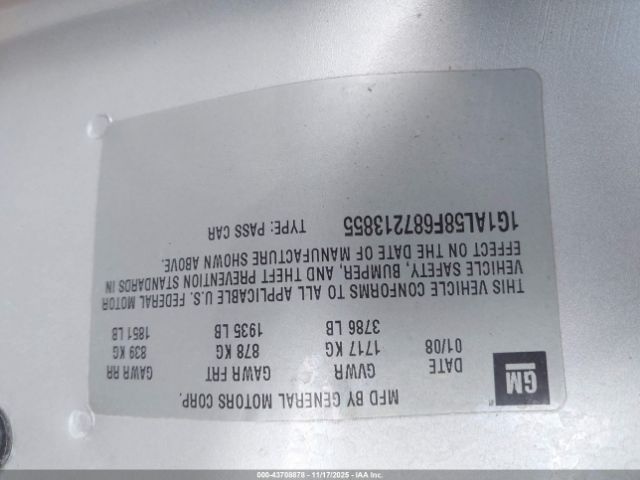 MFD BY GENERAL MOTORS CORP.
GM
DATE GVWR GAWR FRT GAWR RR
01/08 1717 KG 878 KG 839 KG
3786 LB 1935 LB 1851 LB
THIS VEHICLE CONFORMS TO ALL APPLICABLE U.S. FEDERAL MOTOR
VEHICLE SAFETY, BUMPER, AND THEFT PREVENTION STANDARDS IN
EFFECT ON THE DATE OF MANUFACTURE SHOWN ABOVE.
1G1AL58F687213855 TYPE: PASS CAR
000-43708878 - 11/17/2025 - IAA Inc.